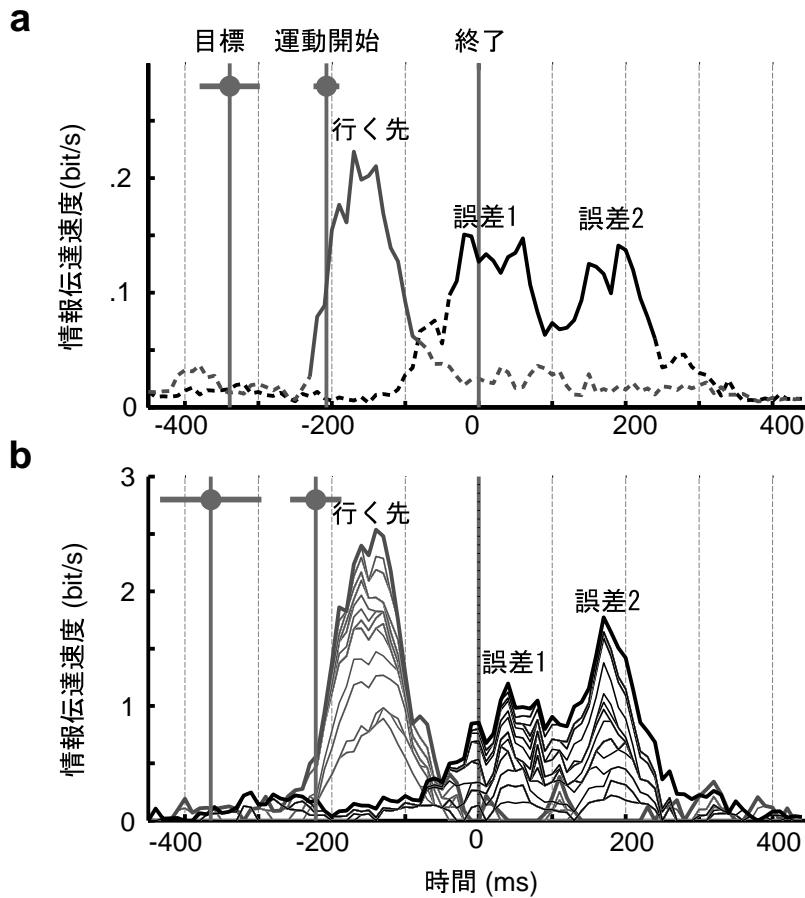 a
目標 運動開始 終了
行く先
誤差1 誤差2
情報伝達速度(bit/s)
.2
.1
0
-400 -200 0 200 400
b
行く先
誤差1
誤差2
情報伝達速度 (bit/s)
3
2
1
0
-400 -200 0 200 400
時間 (ms)